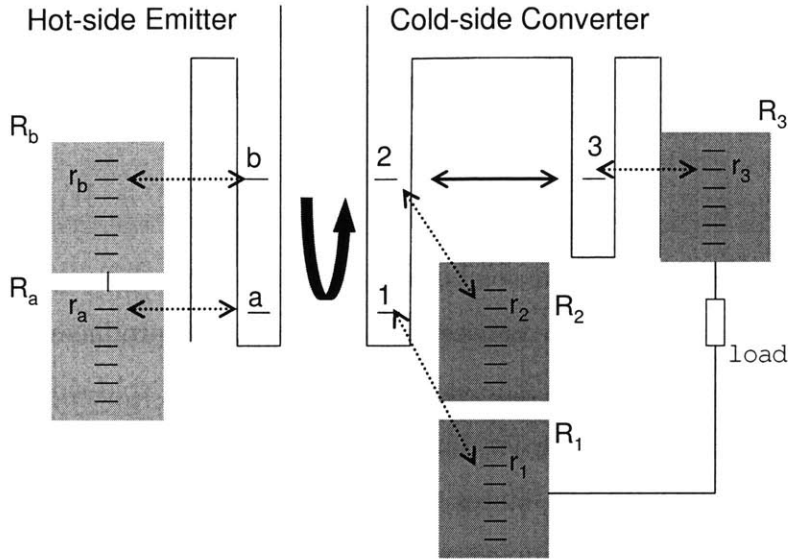 Hot-side Emitter
Cold-side Converter
R_b
r_b
b
2
3
R_3
r_3
R_a
r_a
a
1
r_2
R_2
load
R_1
r_1